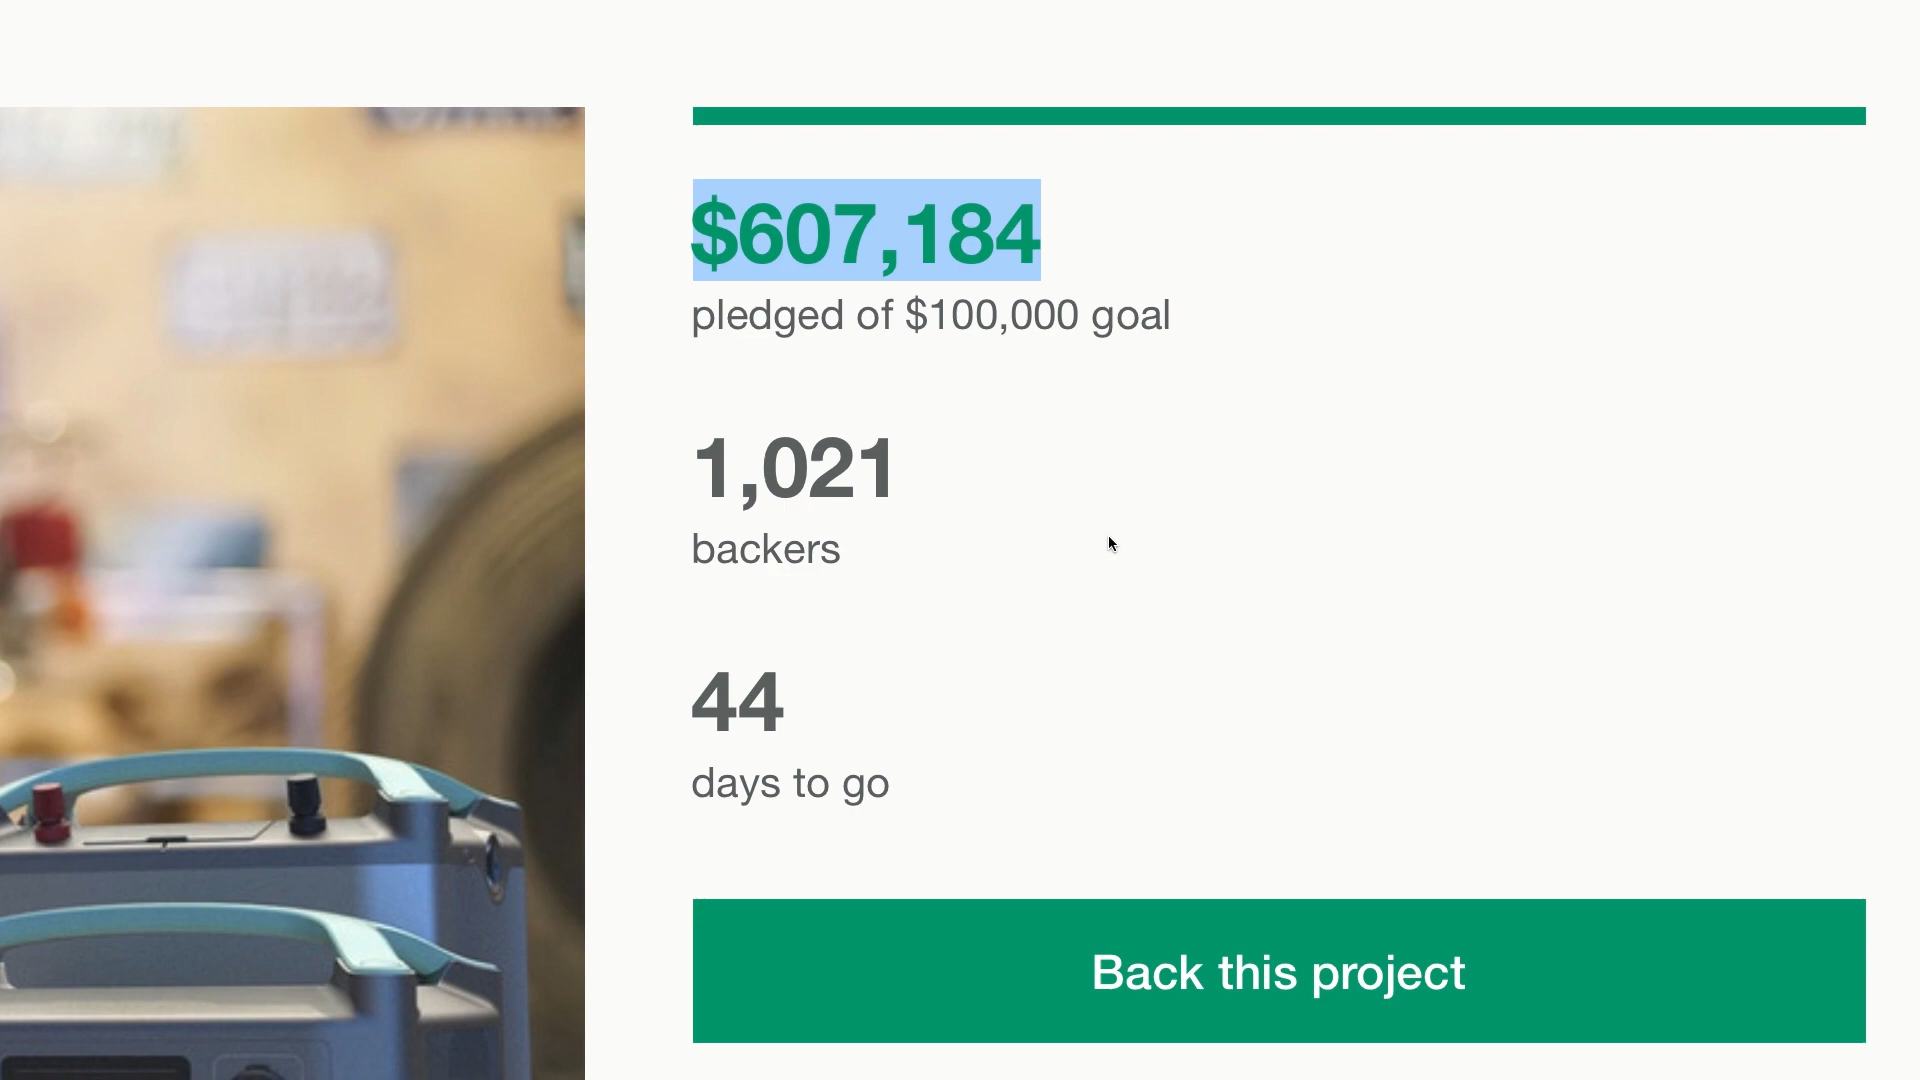 $607,184
pledged of $100,000 goal
1,021
backers
44
days to go
Back this project